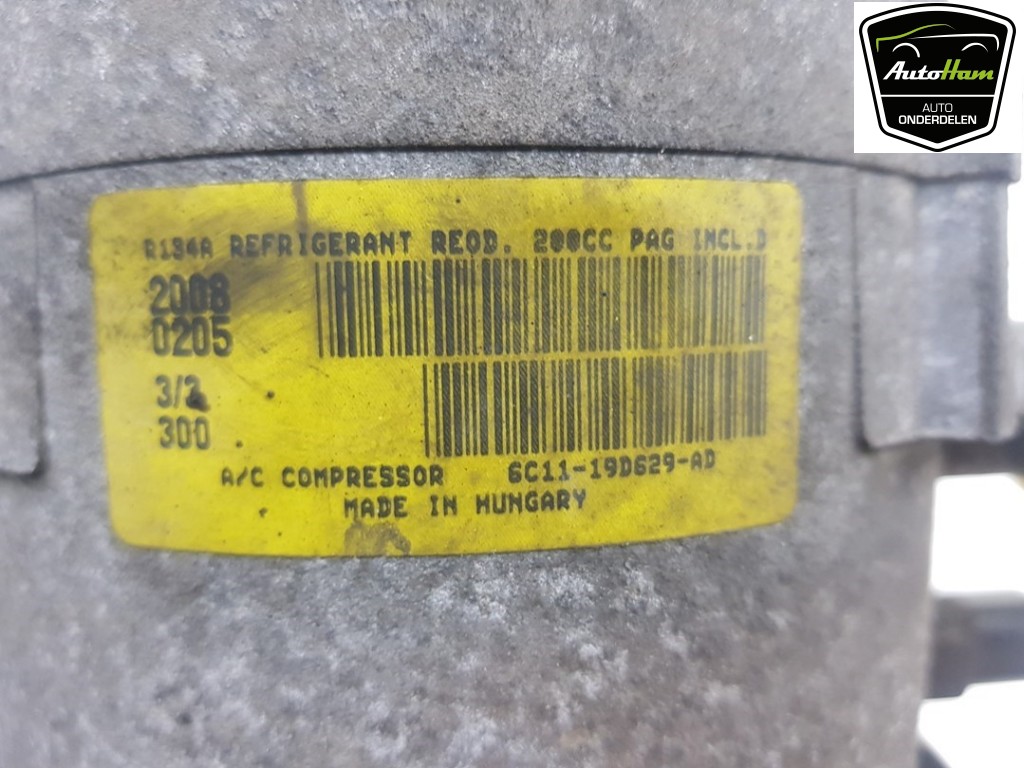 AutoHam
AUTO
ONDERDELEN
R134A REFRIGERANT REQD. 200CC PAG INCL.D
2008
0205
3/2
300
A/C COMPRESSOR 6C11-19D629-AD
MADE IN HUNGARY